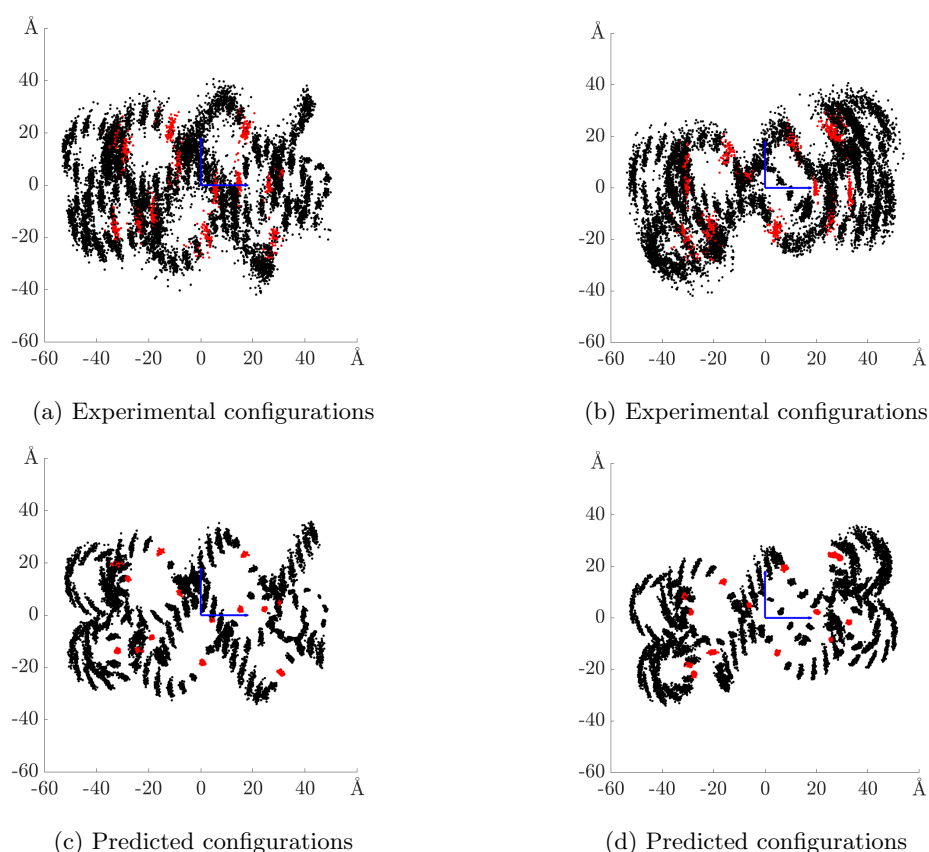 Å
40
20
0
-20
-40
-60
-60 -40 -20 0 20 40 Å
(a) Experimental configurations
Å
40
20
0
-20
-40
-60
-60 -40 -20 0 20 40 Å
(b) Experimental configurations
Å
40
20
0
-20
-40
-60
-60 -40 -20 0 20 40 Å
(c) Predicted configurations
Å
40
20
0
-20
-40
-60
-60 -40 -20 0 20 40 Å
(d) Predicted configurations